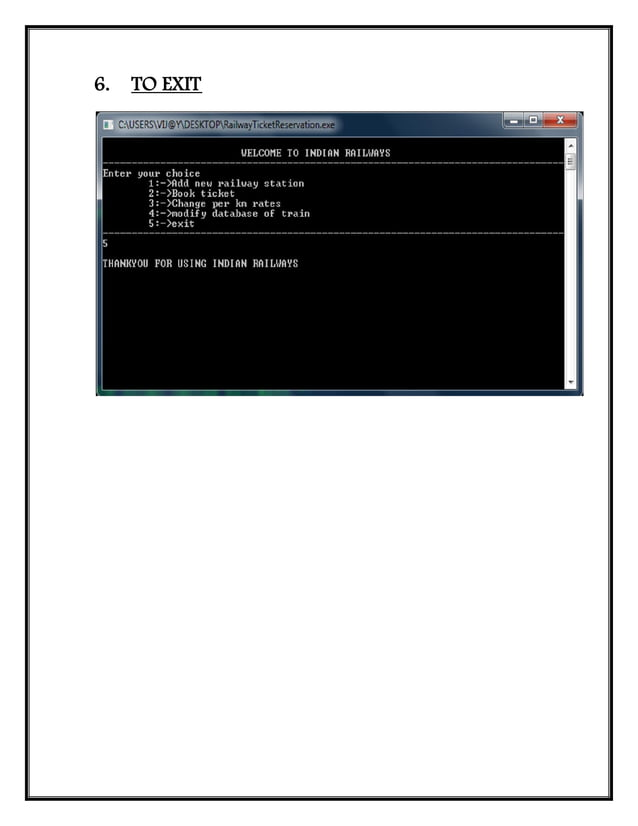 6. TO EXIT
C:\USERS\VIJ@Y\DESKTOP\RailwayTicketReservation.exe
WELCOME TO INDIAN RAILWAYS
Enter your choice
1:->Add new railway station
2:->Book ticket
3:->Change per km rates
4:->modify database of train
5:->exit
5
THANKYOU FOR USING INDIAN RAILWAYS